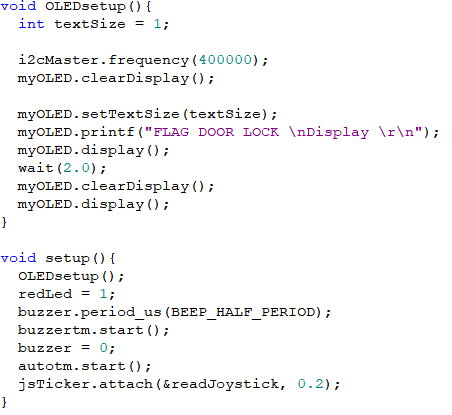 void OLEDsetup(){
  int textSize = 1;

  i2cMaster.frequency(400000);
  myOLED.clearDisplay();

  myOLED.setTextSize(textSize);
  myOLED.printf("FLAG DOOR LOCK \nDisplay \r\n");
  myOLED.display();
  wait(2.0);
  myOLED.clearDisplay();
  myOLED.display();
}

void setup(){
  OLEDsetup();
  redLed = 1;
  buzzer.period_us(BEEP_HALF_PERIOD);
  buzzertm.start();
  buzzer = 0;
  autotm.start();
  jsTicker.attach(&readJoystick, 0.2);
}